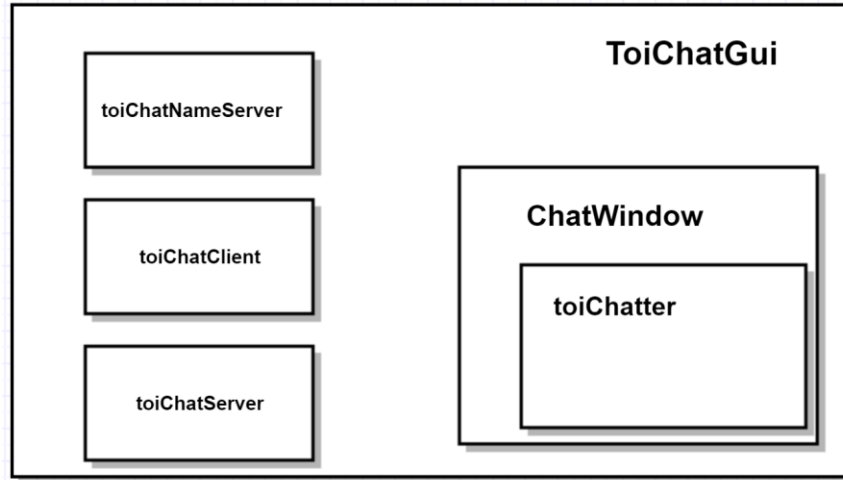 ToiChatGui
toiChatNameServer
toiChatClient
toiChatServer
ChatWindow
toiChatter